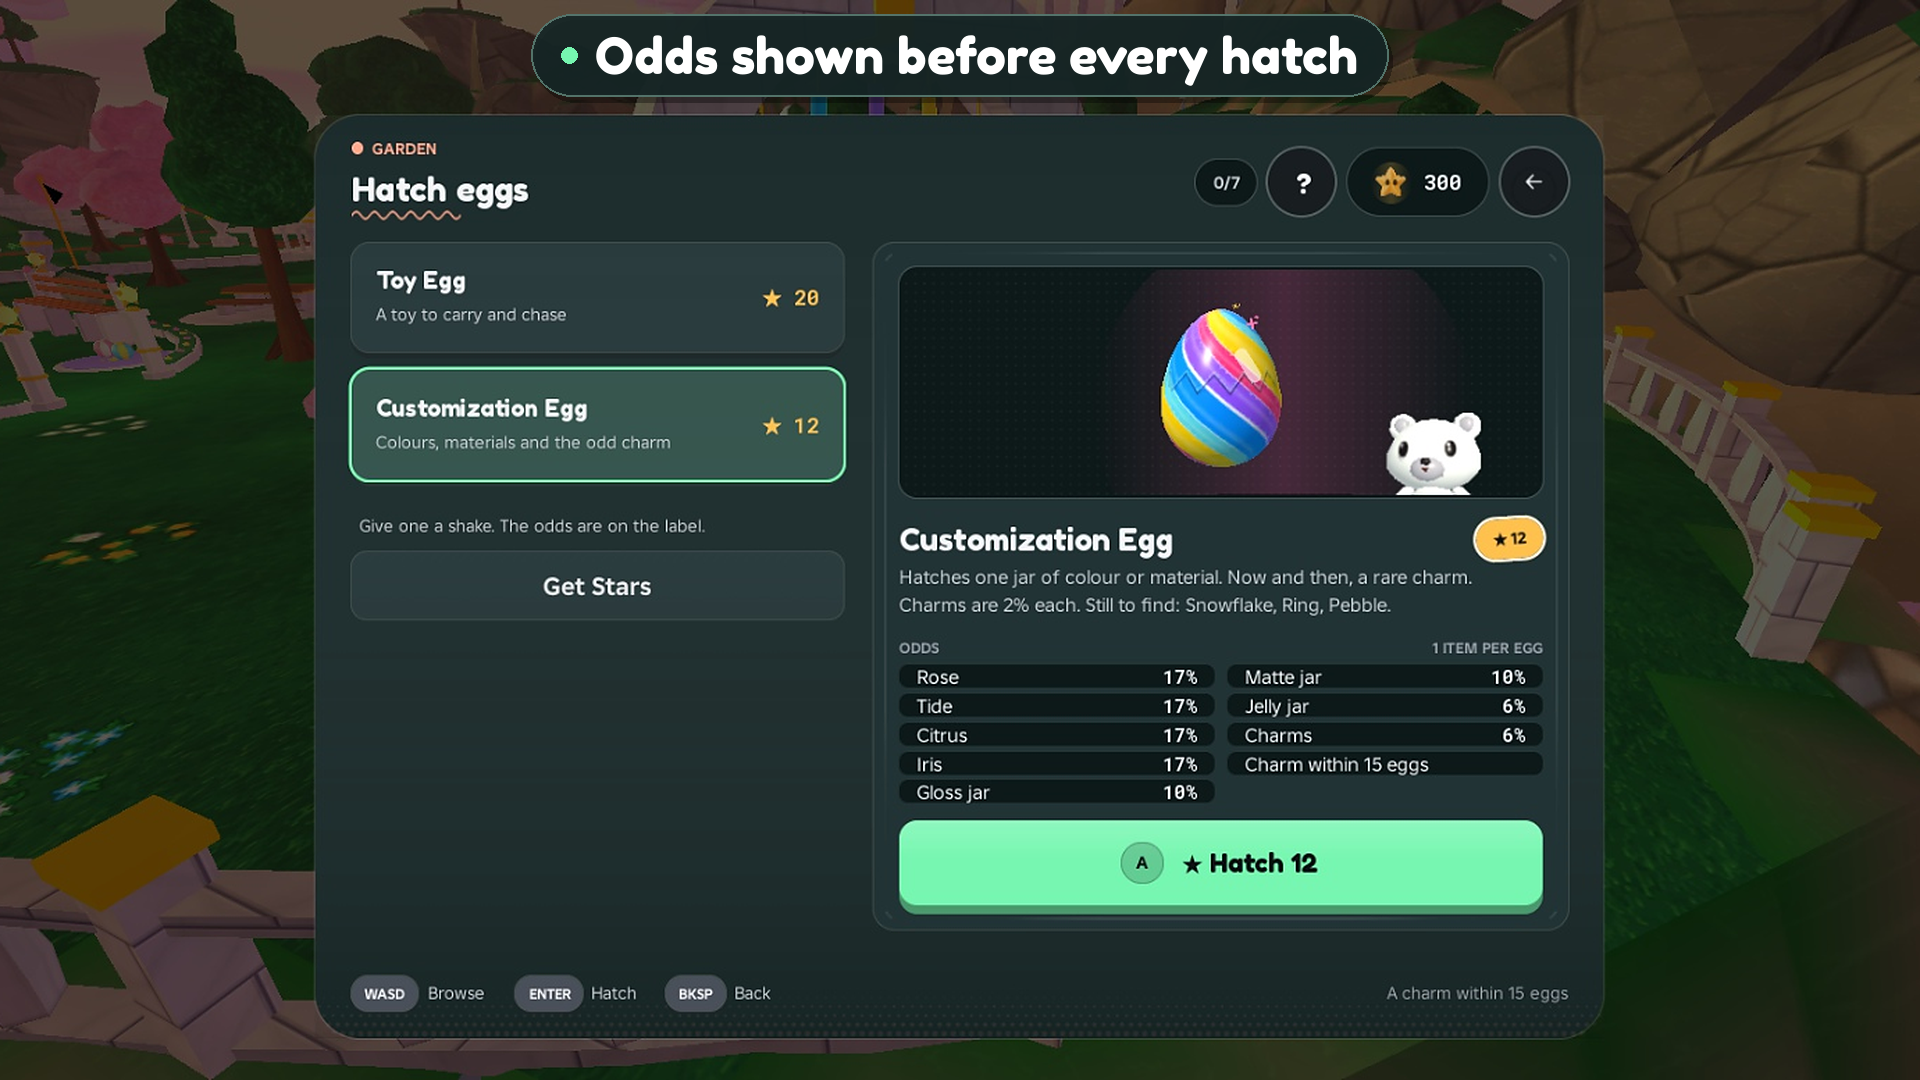 Odds shown before every hatch
GARDEN
Hatch eggs
0/7
?
300
Toy Egg
A toy to carry and chase
★ 20
Customization Egg
Colours, materials and the odd charm
★ 12
Give one a shake. The odds are on the label.
Get Stars
Customization Egg
★ 12
Hatches one jar of colour or material. Now and then, a rare charm.
Charms are 2% each. Still to find: Snowflake, Ring, Pebble.
ODDS
1 ITEM PER EGG
Rose 17%
Tide 17%
Citrus 17%
Iris 17%
Gloss jar 10%
Matte jar 10%
Jelly jar 6%
Charms 6%
Charm within 15 eggs
A ★ Hatch 12
WASD Browse ENTER Hatch BKSP Back
A charm within 15 eggs